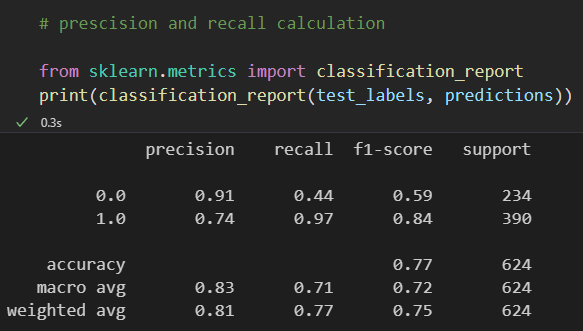 # prescision and recall calculation
from sklearn.metrics import classification_report
print(classification_report(test_labels, predictions))
✓ 0.3s
precision recall f1-score support
0.0 0.91 0.44 0.59 234
1.0 0.74 0.97 0.84 390
accuracy 0.77 624
macro avg 0.83 0.71 0.72 624
weighted avg 0.81 0.77 0.75 624